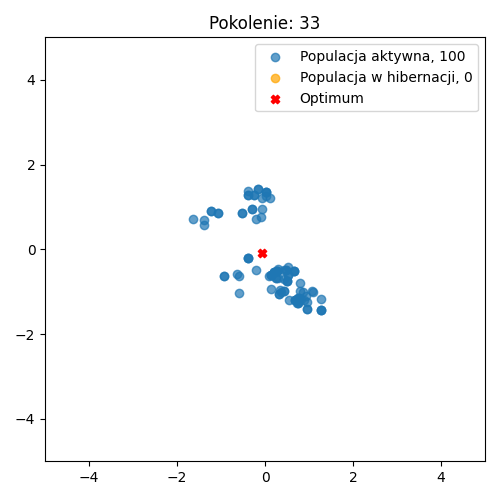 Pokolenie: 33
Populacja aktywna, 100
Populacja w hibernacji, 0
Optimum
4
2
0
−2
−4
−4
−2
0
2
4